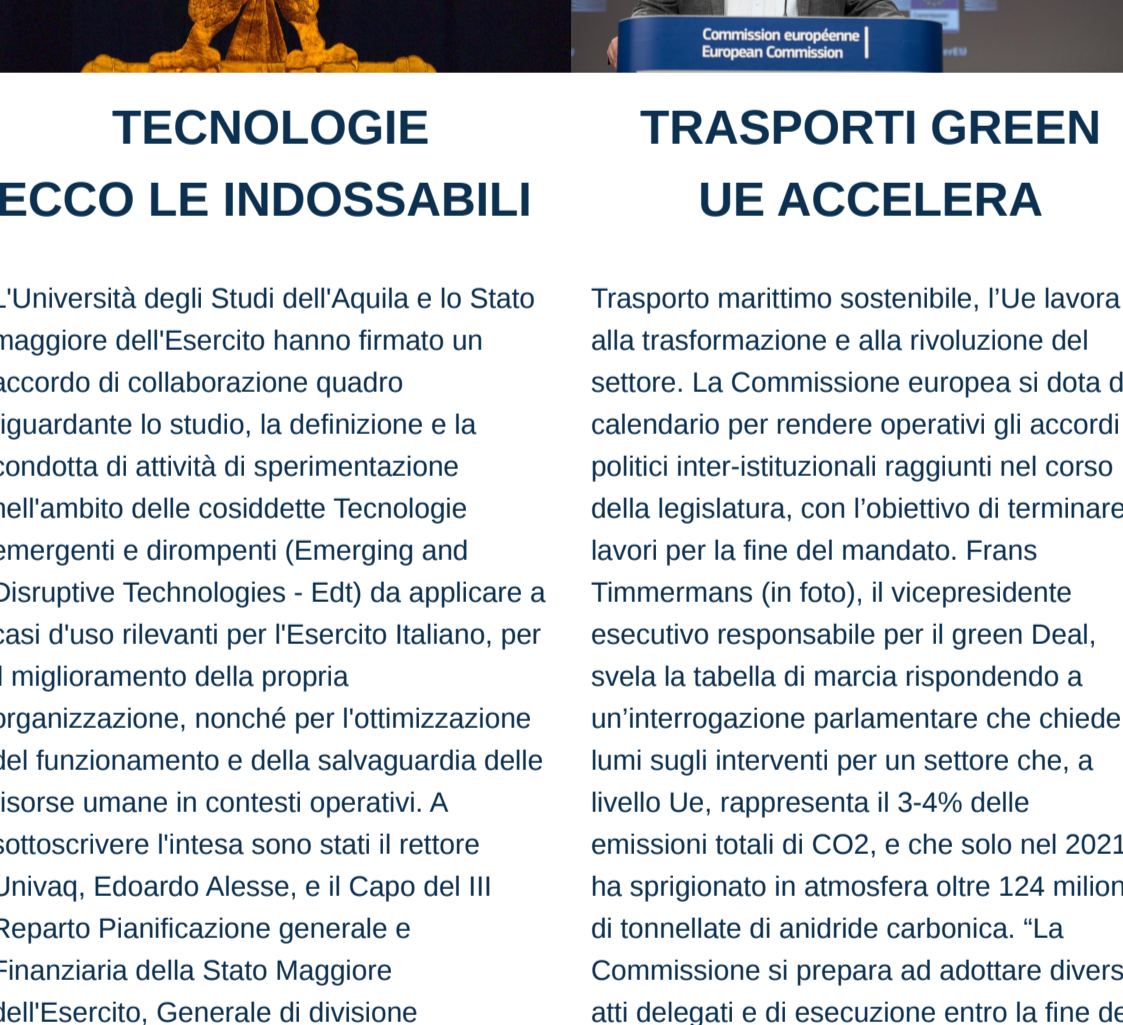 Commission européenne
European Commission
erEU
TECNOLOGIE
ECCO LE INDOSSABILI
L'Università degli Studi dell'Aquila e lo Stato
maggiore dell'Esercito hanno firmato un
accordo di collaborazione quadro
riguardante lo studio, la definizione e la
condotta di attività di sperimentazione
nell'ambito delle cosiddette Tecnologie
emergenti e dirompenti (Emerging and
Disruptive Technologies - Edt) da applicare a
casi d'uso rilevanti per l'Esercito Italiano, per
il miglioramento della propria
organizzazione, nonché per l'ottimizzazione
del funzionamento e della salvaguardia delle
risorse umane in contesti operativi. A
sottoscrivere l'intesa sono stati il rettore
Univaq, Edoardo Alesse, e il Capo del III
Reparto Pianificazione generale e
Finanziaria della Stato Maggiore
dell'Esercito, Generale di divisione
TRASPORTI GREEN
UE ACCELERA
Trasporto marittimo sostenibile, l’Ue lavora
alla trasformazione e alla rivoluzione del
settore. La Commissione europea si dota d
calendario per rendere operativi gli accordi
politici inter-istituzionali raggiunti nel corso
della legislatura, con l’obiettivo di terminare
lavori per la fine del mandato. Frans
Timmermans (in foto), il vicepresidente
esecutivo responsabile per il green Deal,
svela la tabella di marcia rispondendo a
un’interrogazione parlamentare che chiede
lumi sugli interventi per un settore che, a
livello Ue, rappresenta il 3-4% delle
emissioni totali di CO2, e che solo nel 2021
ha sprigionato in atmosfera oltre 124 milion
di tonnellate di anidride carbonica. “La
Commissione si prepara ad adottare divers
atti delegati e di esecuzione entro la fine de